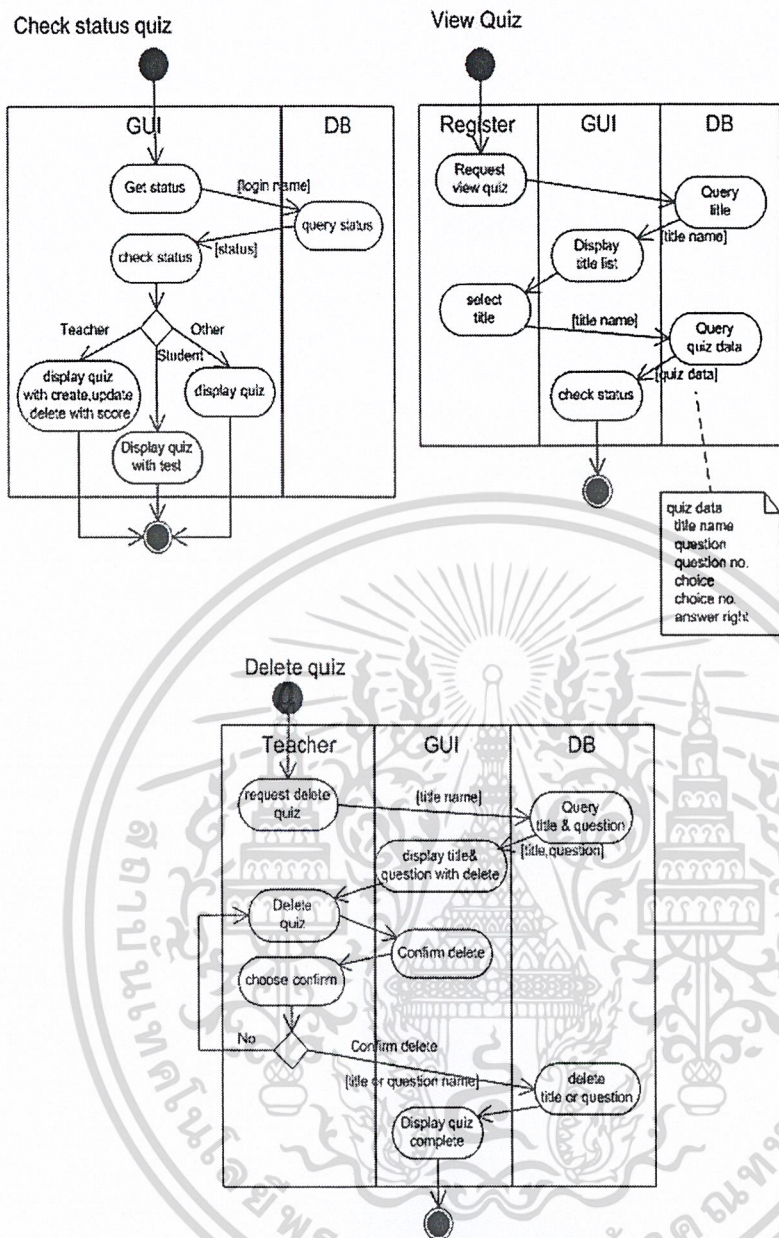 Check status quiz
GUI
DB
Get status
[login name]
query status
[status]
check status
Teacher
Other
Student
display quiz
with create,update
,delete with score
display quiz
Display quiz
with test
View Quiz
Register
GUI
DB
Request
view quiz
Query
title
[title name]
Display
title list
select
title
[title name]
Query
quiz data
[quiz data]
check status
quiz data
title name
question
question no.
choice
choice no.
answer right
Delete quiz
Teacher
GUI
DB
request delete
quiz
[title name]
Query
title & question
[title,question]
display title&
question with delete
Delete
quiz
Confirm delete
choose confirm
No
Confirm delete
[title or question name]
delete
title or question
Display quiz
complete